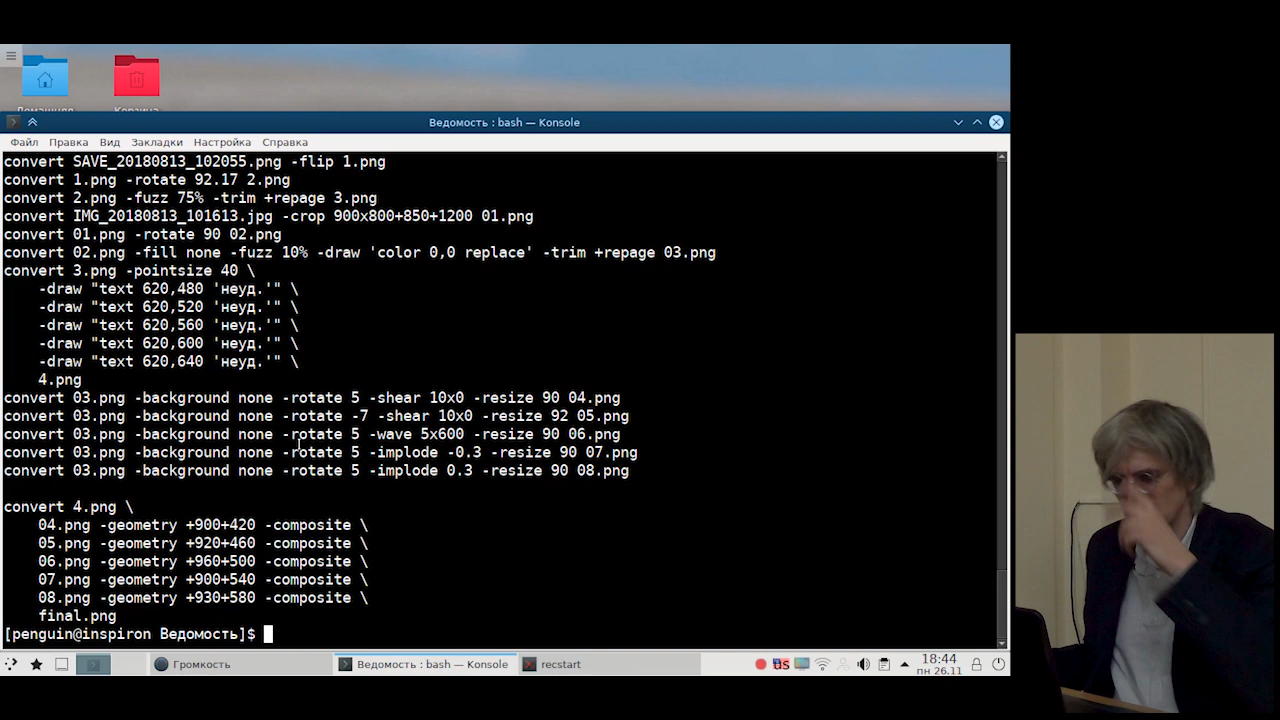 Домашняя
Корзина
Ведомость : bash — Konsole
Файл Правка Вид Закладки Настройка Справка
convert SAVE_20180813_102055.png -flip 1.png
convert 1.png -rotate 92.17 2.png
convert 2.png -fuzz 75% -trim +repage 3.png
convert IMG_20180813_101613.jpg -crop 900x800+850+1200 01.png
convert 01.png -rotate 90 02.png
convert 02.png -fill none -fuzz 10% -draw 'color 0,0 replace' -trim +repage 03.png
convert 3.png -pointsize 40 \
-draw "text 620,480 'неуд.'" \
-draw "text 620,520 'неуд.'" \
-draw "text 620,560 'неуд.'" \
-draw "text 620,600 'неуд.'" \
-draw "text 620,640 'неуд.'" \
4.png
convert 03.png -background none -rotate 5 -shear 10x0 -resize 90 04.png
convert 03.png -background none -rotate -7 -shear 10x0 -resize 92 05.png
convert 03.png -background none -rotate 5 -wave 5x600 -resize 90 06.png
convert 03.png -background none -rotate 5 -implode -0.3 -resize 90 07.png
convert 03.png -background none -rotate 5 -implode 0.3 -resize 90 08.png
convert 4.png \
04.png -geometry +900+420 -composite \
05.png -geometry +920+460 -composite \
06.png -geometry +960+500 -composite \
07.png -geometry +900+540 -composite \
08.png -geometry +930+580 -composite \
final.png
[penguin@inspiron Ведомость]$
Громкость
Ведомость : bash — Konsole
recstart
us
18:44
пн 26.11